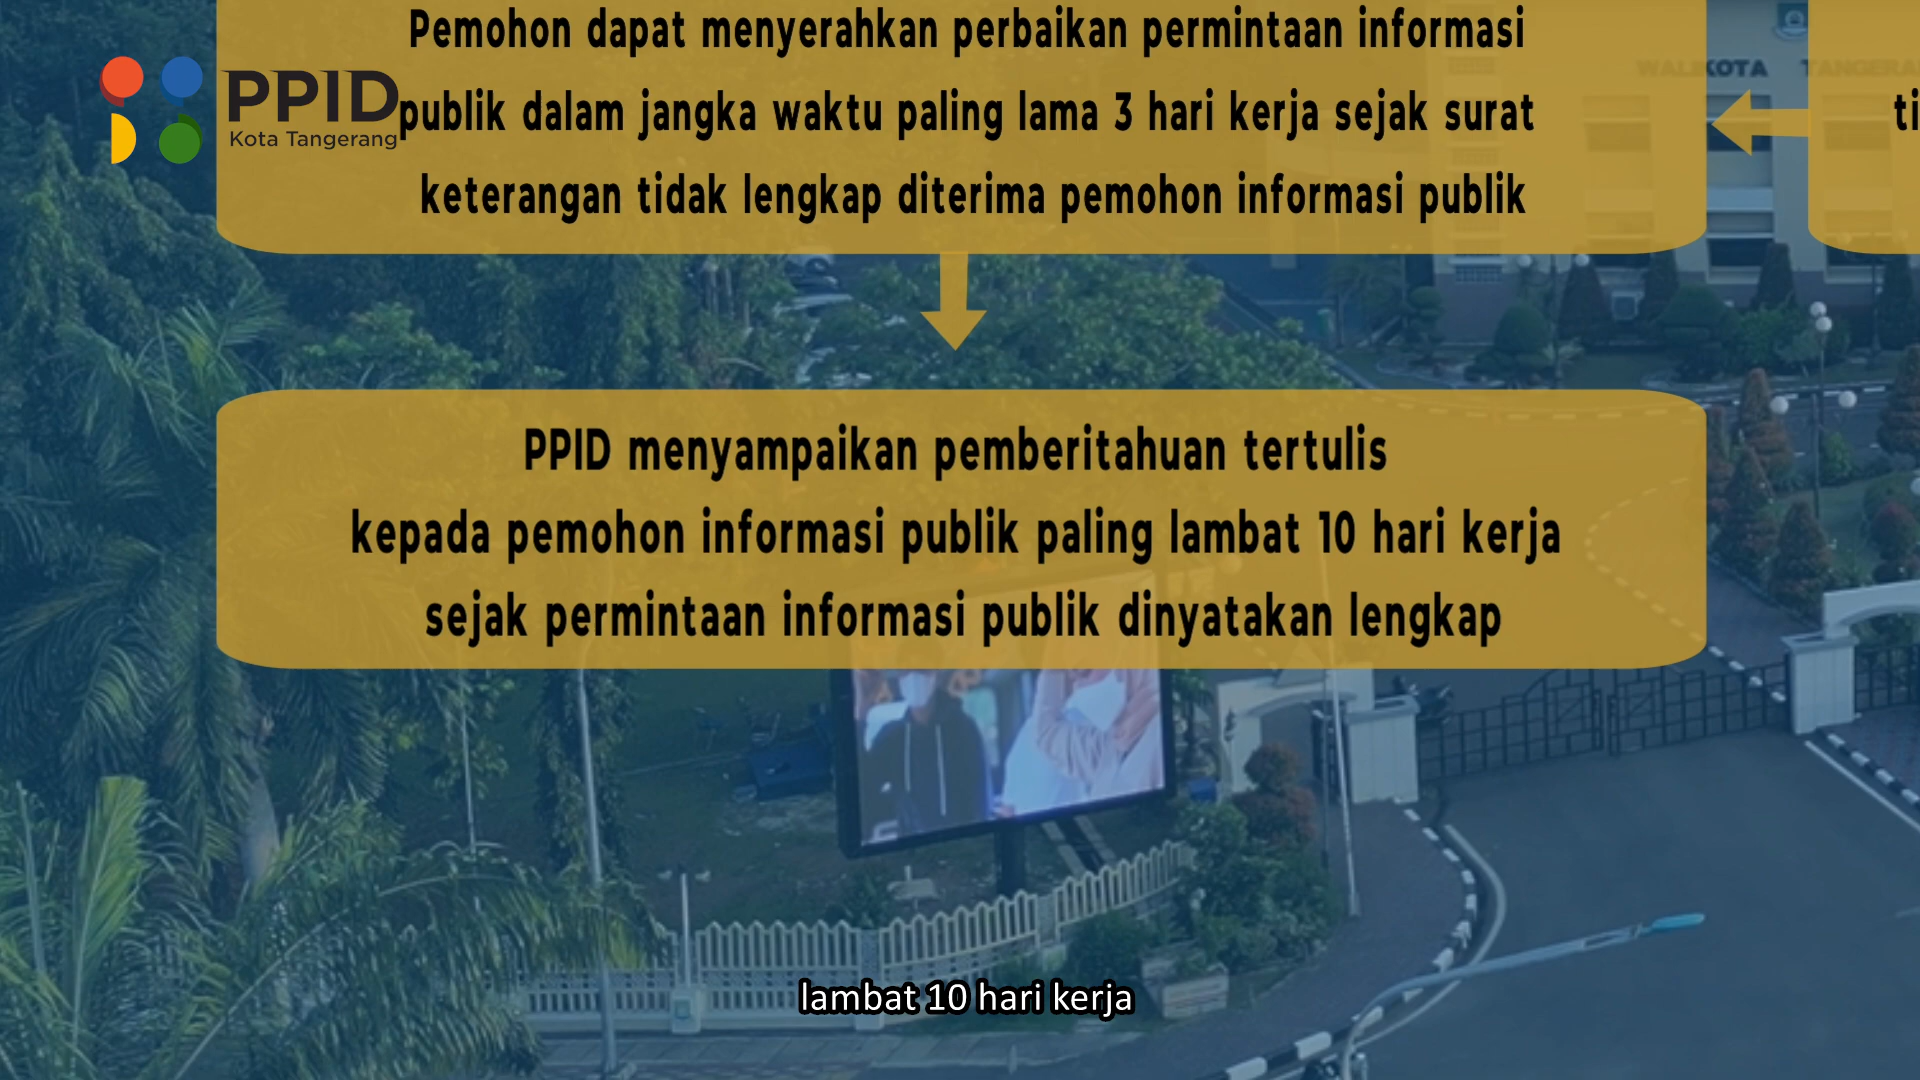 Pemohon dapat menyerahkan perbaikan permintaan informasi
publik dalam jangka waktu paling lama 3 hari kerja sejak surat
keterangan tidak lengkap diterima pemohon informasi publik
PPID
Kota Tangerang
WALIKOTA TANGERA
ti
PPID menyampaikan pemberitahuan tertulis
kepada pemohon informasi publik paling lambat 10 hari kerja
sejak permintaan informasi publik dinyatakan lengkap
lambat 10 hari kerja